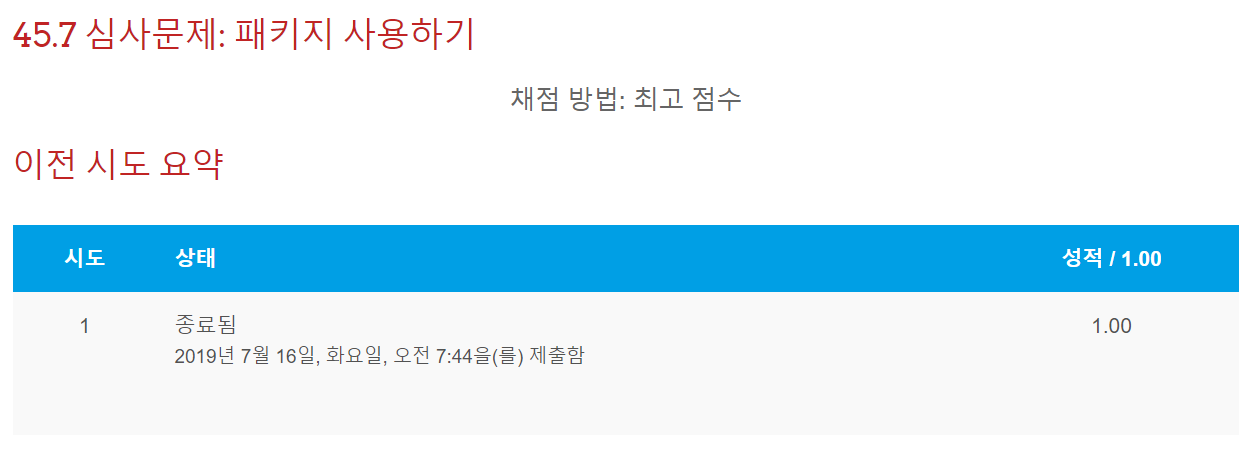 45.7 심사문제: 패키지 사용하기
채점 방법: 최고 점수
이전 시도 요약
시도 상태 성적 / 1.00
1 종료됨 1.00
2019년 7월 16일, 화요일, 오전 7:44을(를) 제출함